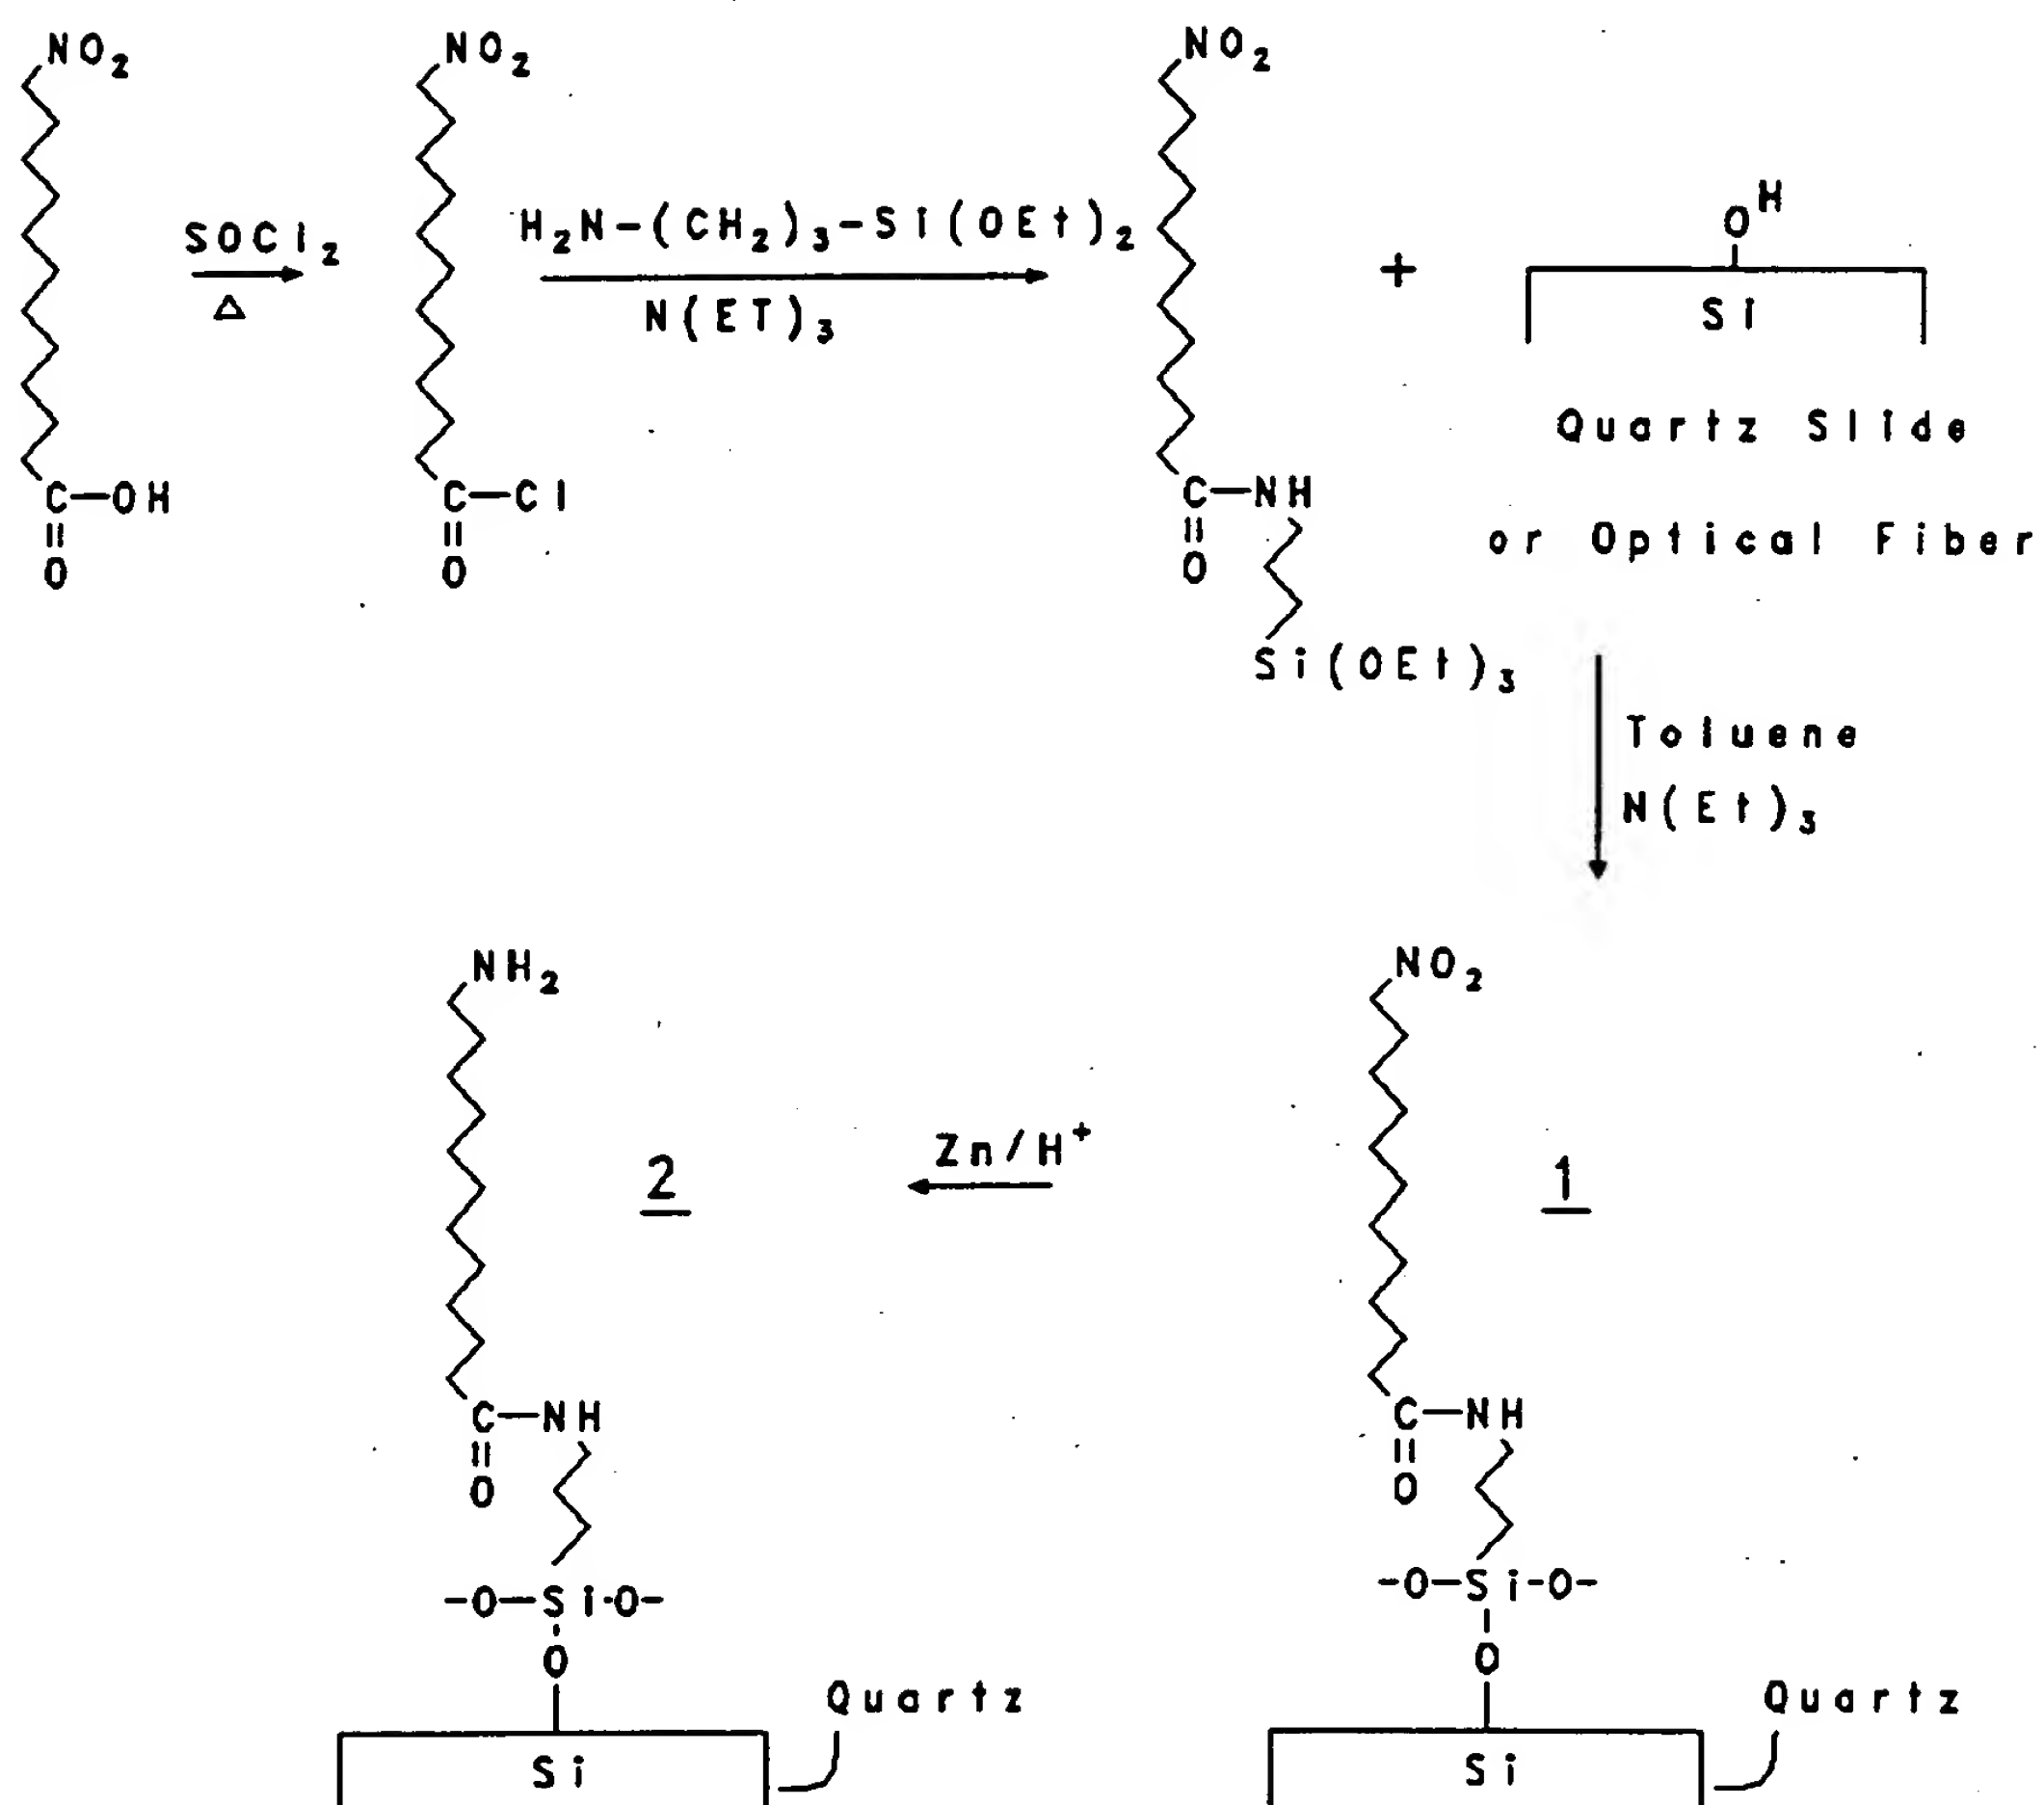 NO2
NO2
NO2
SOCl2
Δ
H2N-(CH2)3-Si(OEt)2
N(ET)3
+
OH
Si
Quartz Slide
or Optical Fiber
C-OH
O
C-Cl
O
C-NH
O
Si(OEt)3
Toluene
N(Et)3
NH2
NO2
Zn/H+
2
1
C-NH
O
C-NH
O
-O-Si-O-
O
-O-Si-O-
O
Quartz
Quartz
Si
Si